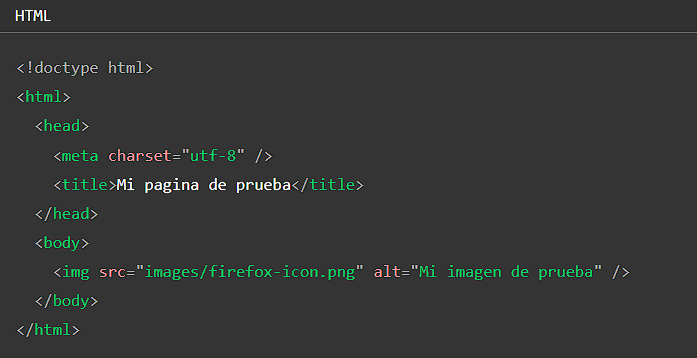 HTML
<!doctype html>
<html>
<head>
<meta charset="utf-8" />
<title>Mi pagina de prueba</title>
</head>
<body>
<img src="images/firefox-icon.png" alt="Mi imagen de prueba" />
</body>
</html>